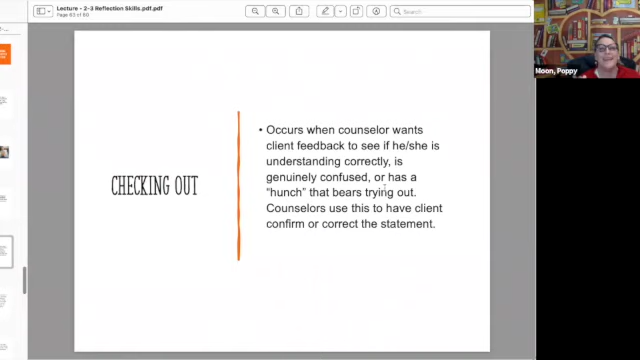 Lecture - 2-3 Reflection Skills.pdf.pdf
Page 63 of 80
Search
Moon, Poppy
CHECKING OUT
• Occurs when counselor wants
client feedback to see if he/she is
understanding correctly, is
genuinely confused, or has a
“hunch” that bears trying out.
Counselors use this to have client
confirm or correct the statement.